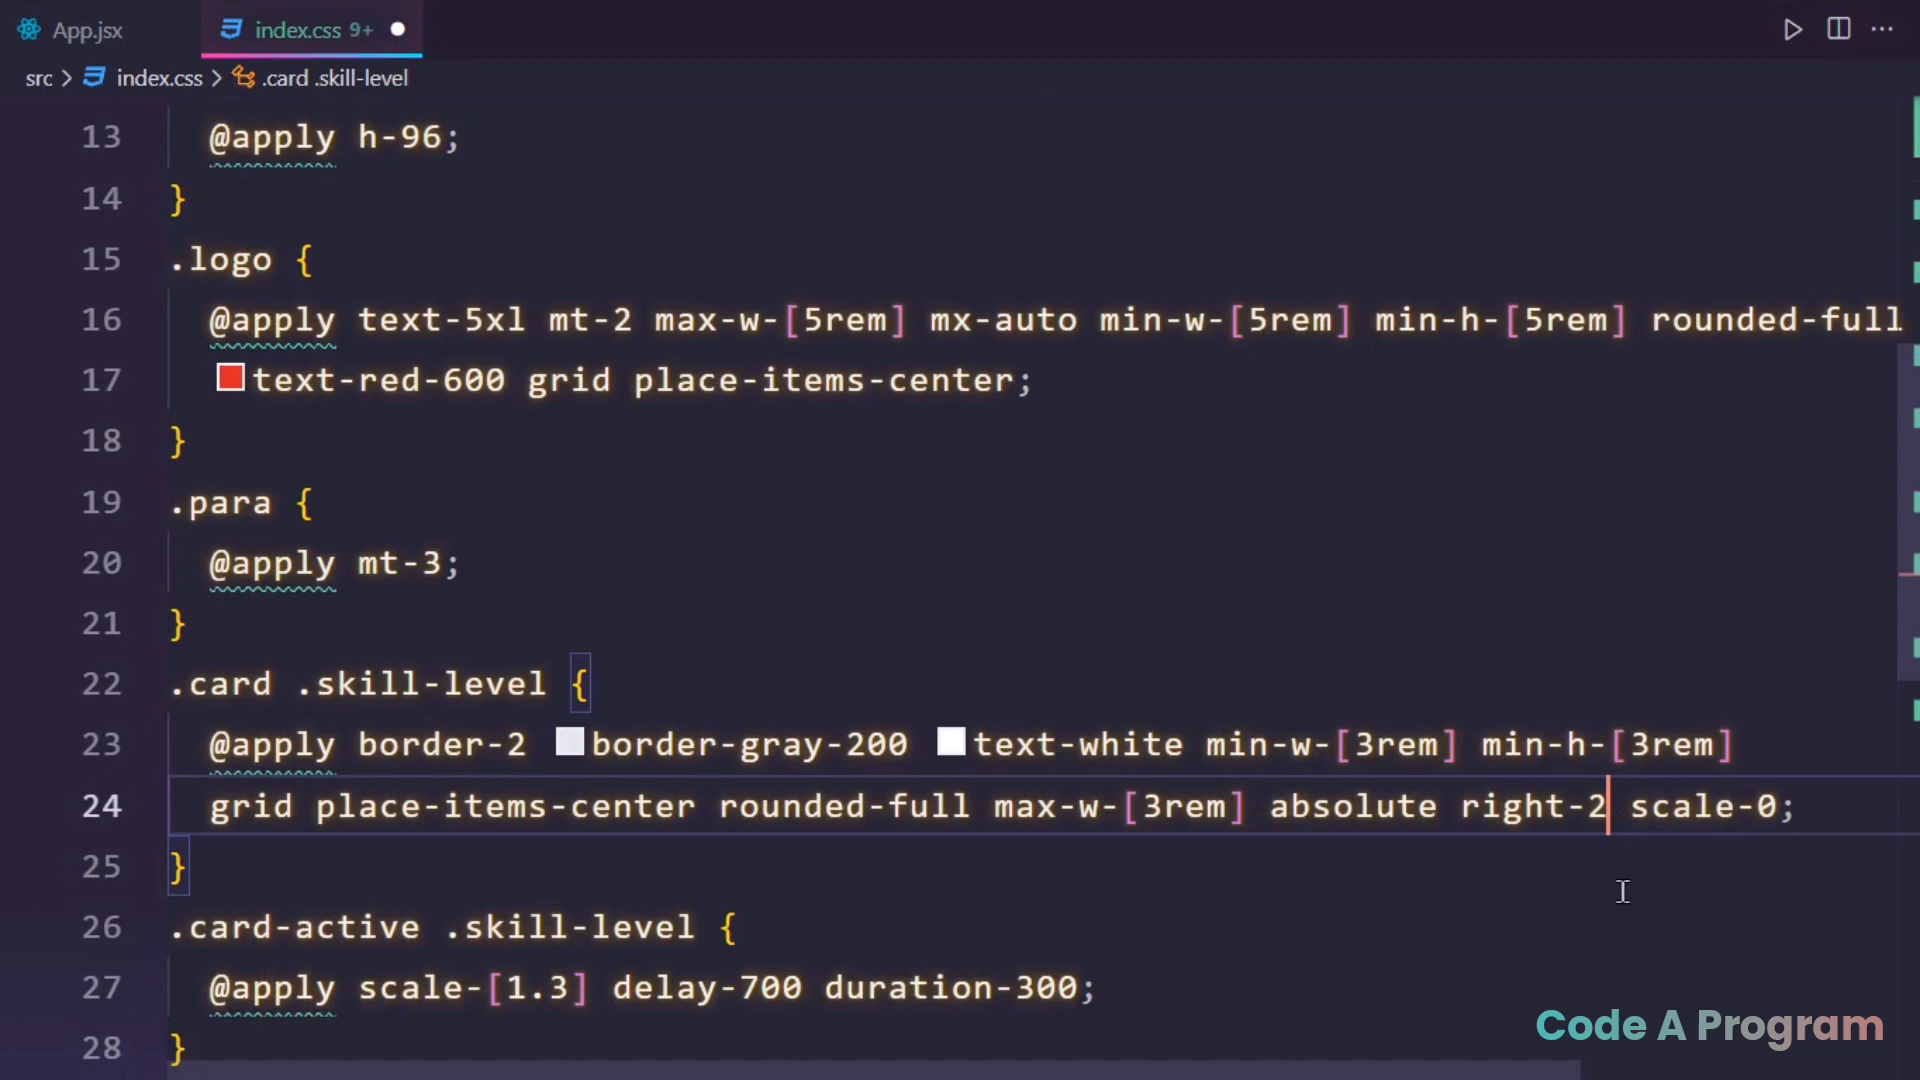 App.jsx
index.css 9+
src > index.css > .card .skill-level
13 @apply h-96;
14 }
15 .logo {
16 @apply text-5xl mt-2 max-w-[5rem] mx-auto min-w-[5rem] min-h-[5rem] rounded-full
17 text-red-600 grid place-items-center;
18 }
19 .para {
20 @apply mt-3;
21 }
22 .card .skill-level {
23 @apply border-2 border-gray-200 text-white min-w-[3rem] min-h-[3rem]
24 grid place-items-center rounded-full max-w-[3rem] absolute right-2 scale-0;
25 }
26 .card-active .skill-level {
27 @apply scale-[1.3] delay-700 duration-300;
28 }
Code A Program